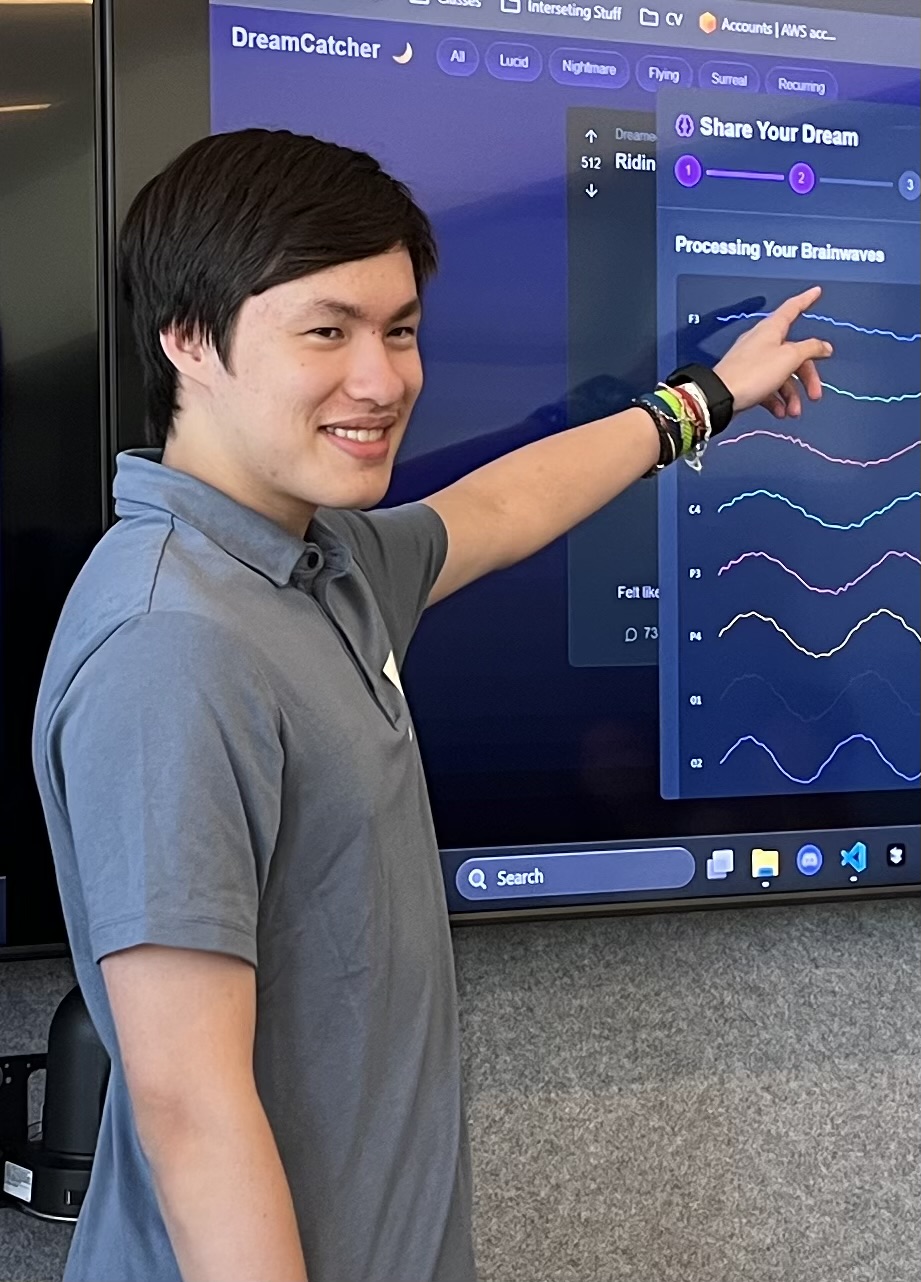 Classes
Interseting Stuff
CV
Accounts | AWS acc...
DreamCatcher
All
Lucid
Nightmare
Flying
Surreal
Recurring
512
Dreame
Ridin
Felt like
73
Share Your Dream
1
2
3
Processing Your Brainwaves
F3
C4
P3
P4
O1
O2
Search